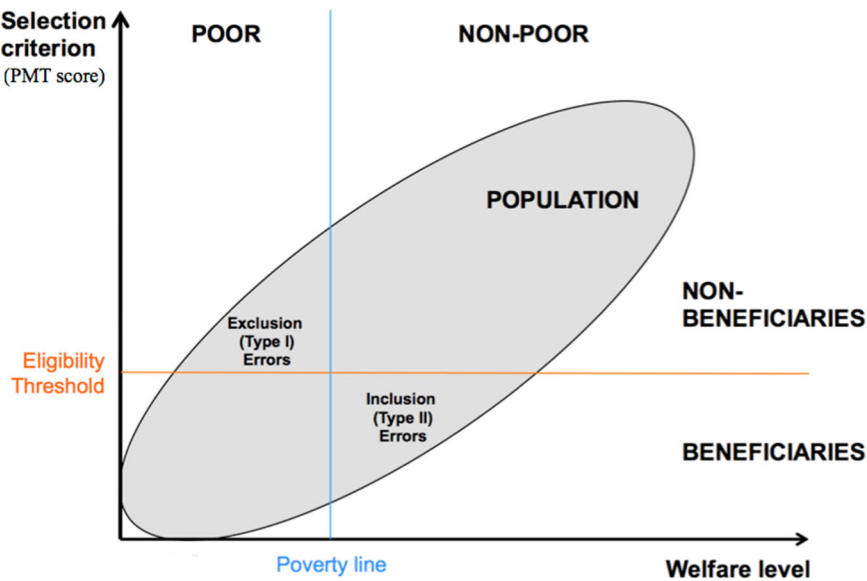 Selection
criterion
(PMT score)
POOR
NON-POOR
POPULATION
NON-
BENEFICIARIES
Exclusion
(Type I)
Errors
Eligibility
Threshold
Inclusion
(Type II)
Errors
BENEFICIARIES
Poverty line
Welfare level